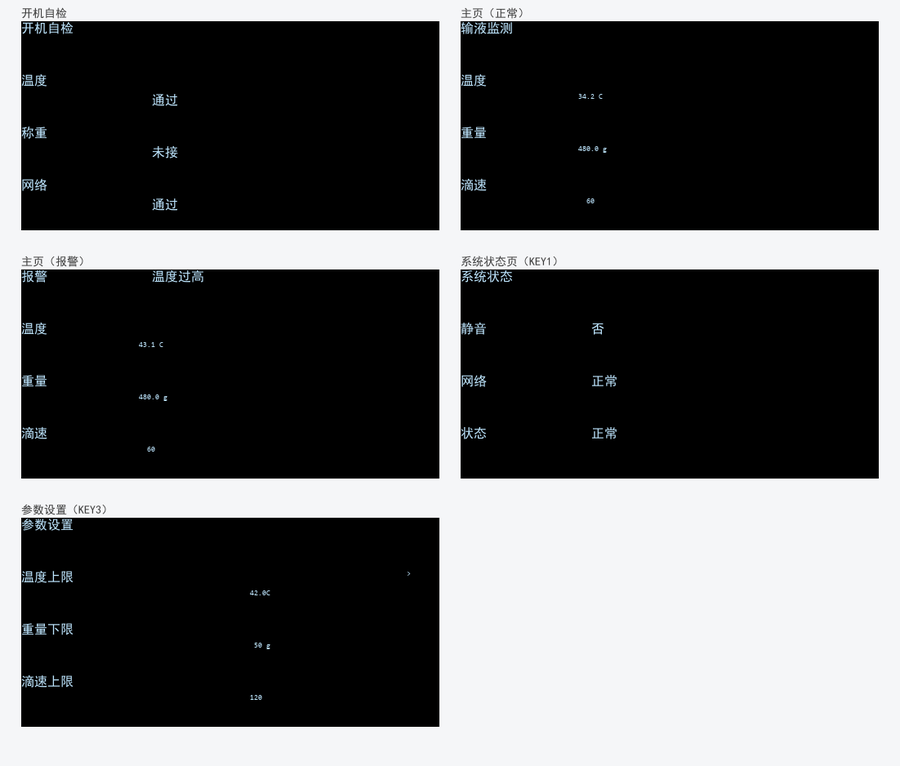 开机自检
开机自检
温度
通过
称重
未接
网络
通过
主页（正常）
输液监测
温度
34.2 C
重量
480.0 g
滴速
60
主页（报警）
报警 温度过高
温度
43.1 C
重量
480.0 g
滴速
60
系统状态页（KEY1）
系统状态
静音 否
网络 正常
状态 正常
参数设置（KEY3）
参数设置
温度上限 >
42.0C
重量下限
50 g
滴速上限
120